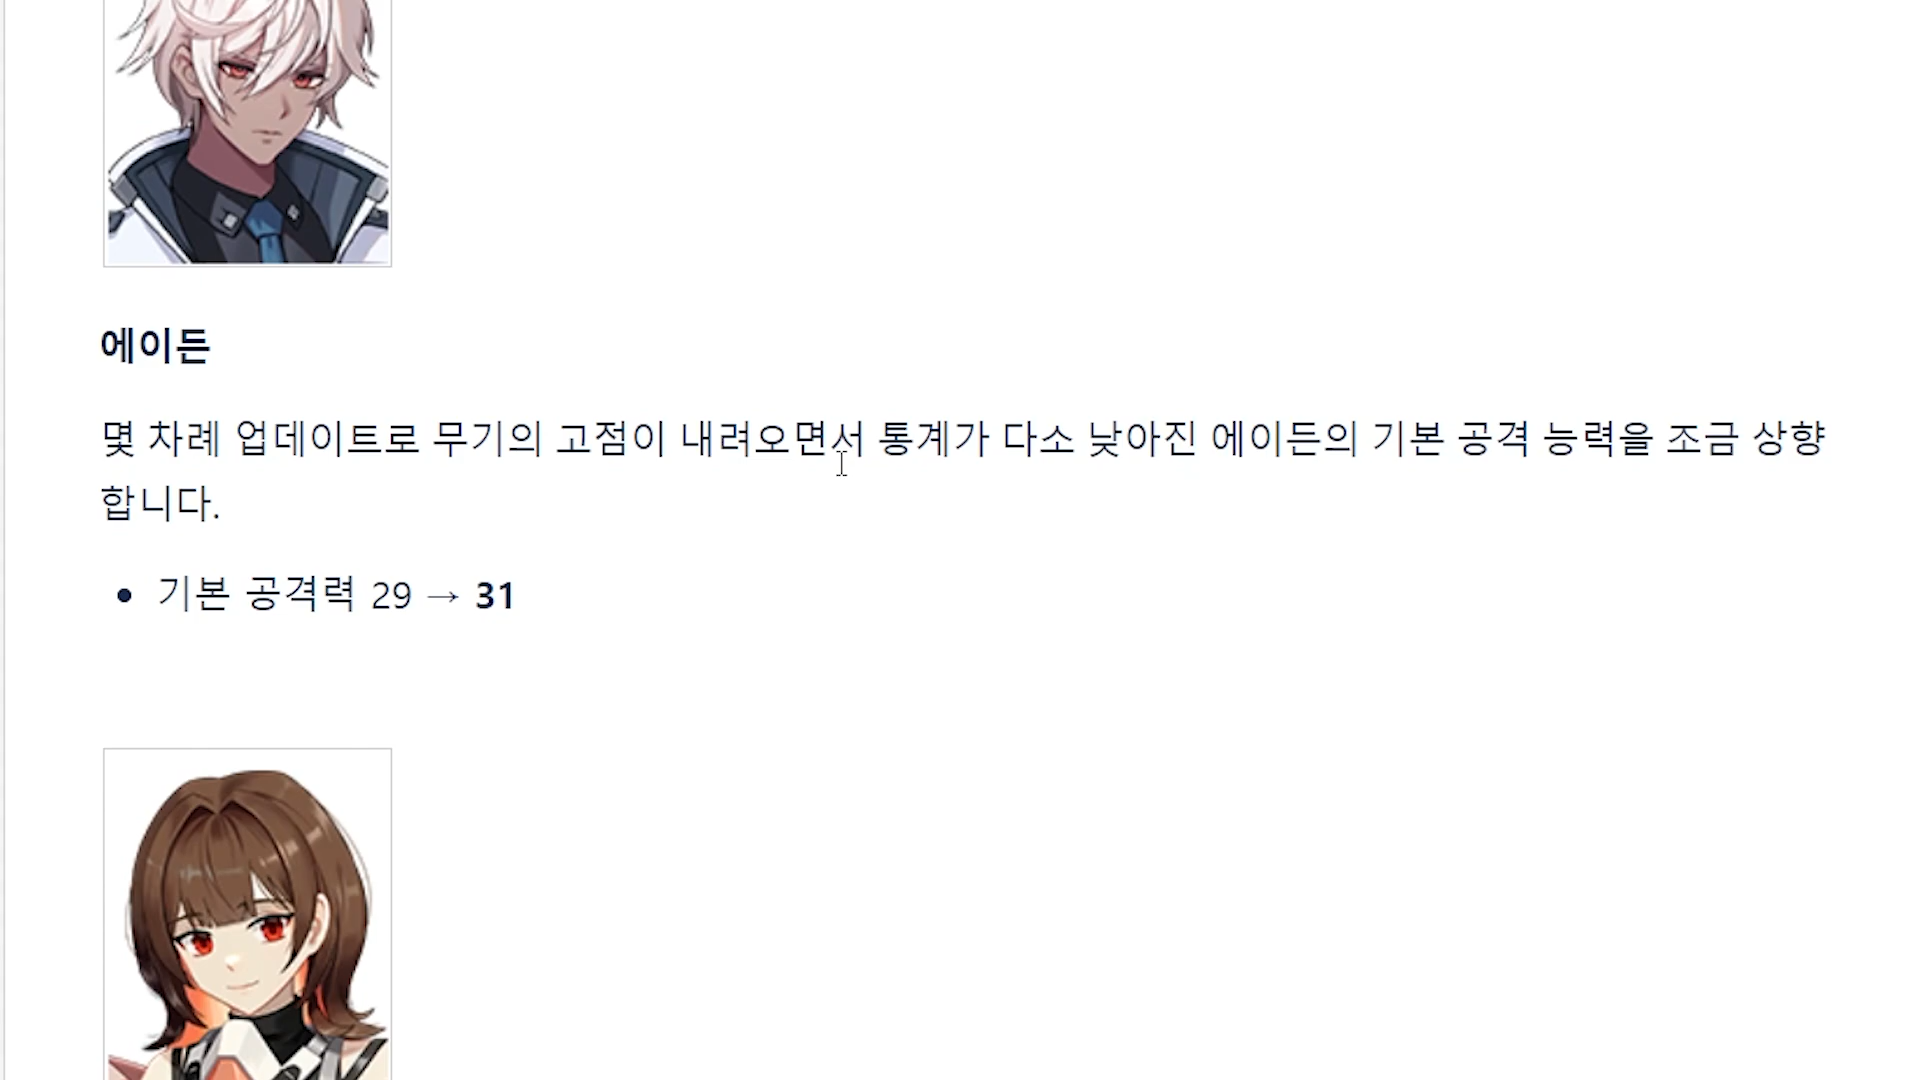 에이든
몇 차례 업데이트로 무기의 고점이 내려오면서 통계가 다소 낮아진 에이든의 기본 공격 능력을 조금 상향
합니다.
• 기본 공격력 29 → 31